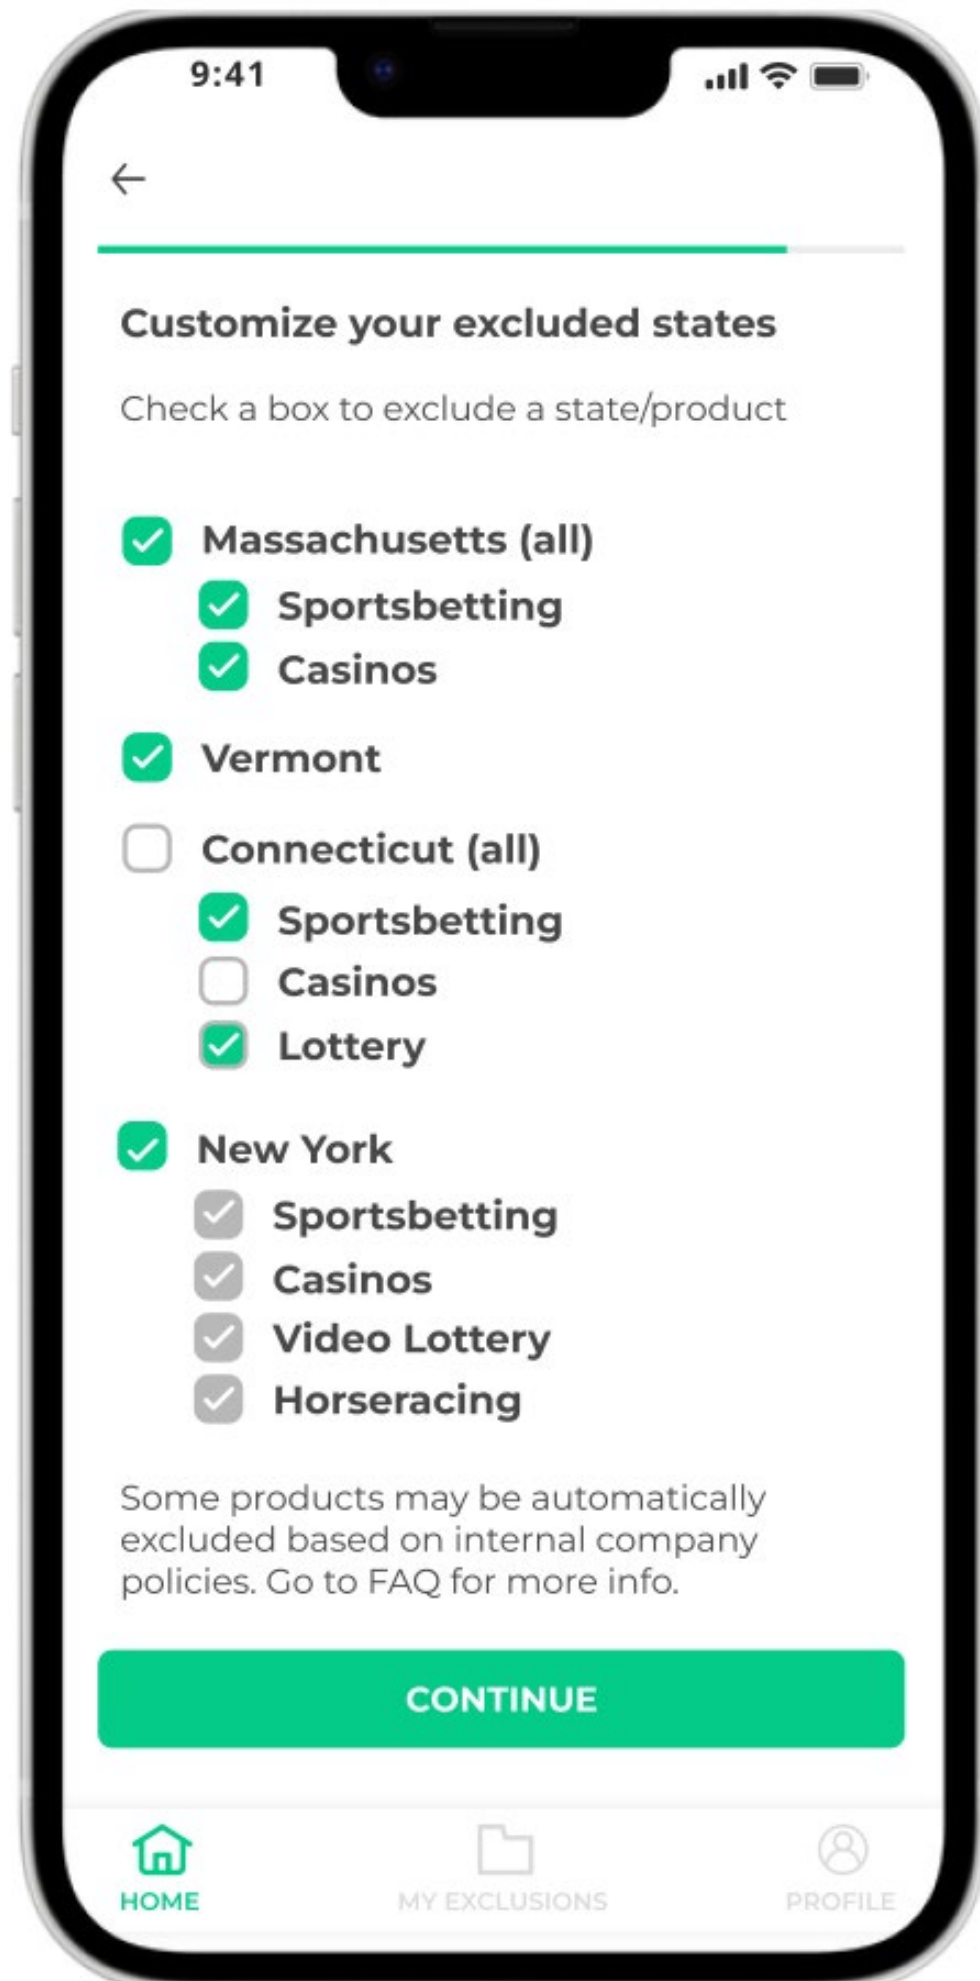 9:41
Customize your excluded states
Check a box to exclude a state/product
Massachusetts (all)
Sportsbetting
Casinos
Vermont
Connecticut (all)
Sportsbetting
Casinos
Lottery
New York
Sportsbetting
Casinos
Video Lottery
Horseracing
Some products may be automatically
excluded based on internal company
policies. Go to FAQ for more info.
CONTINUE
HOME
MY EXCLUSIONS
PROFILE